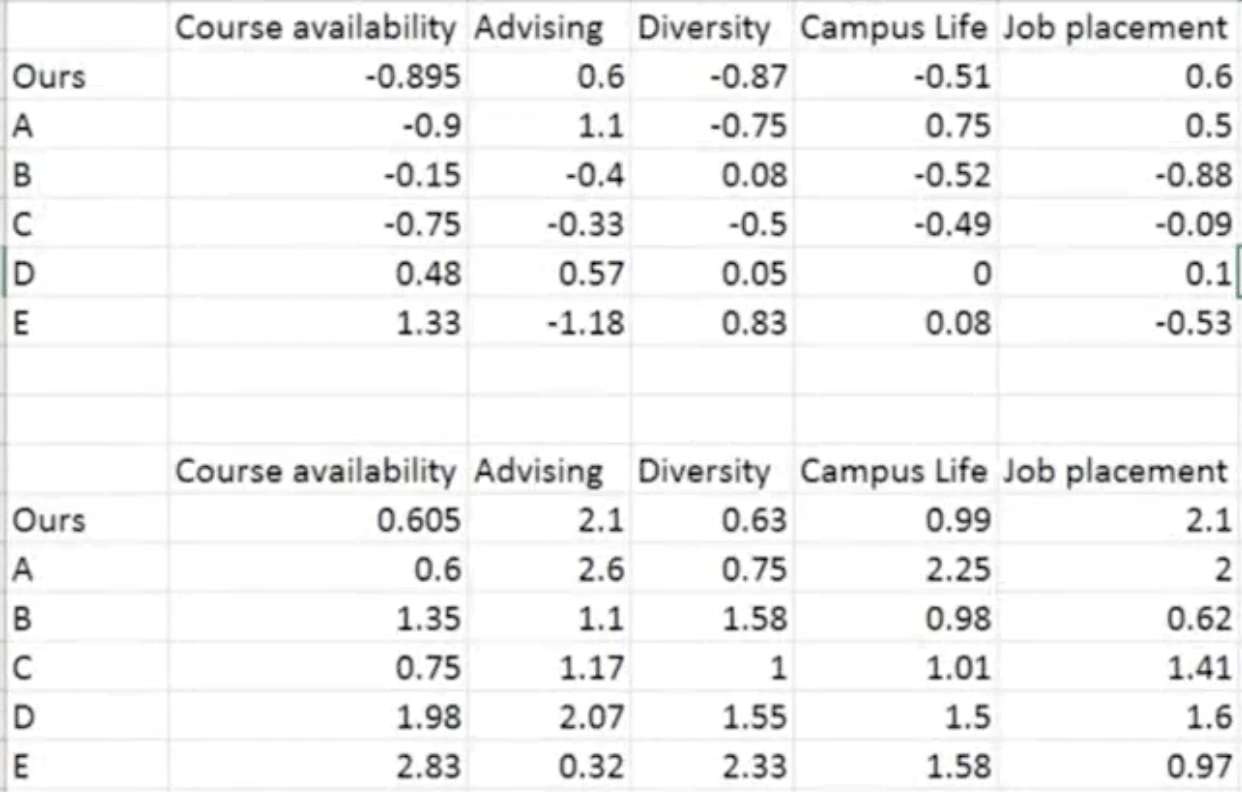 Course availability Advising Diversity Campus Life Job placement
Ours -0.895 0.6 -0.87 -0.51 0.6
A -0.9 1.1 -0.75 0.75 0.5
B -0.15 -0.4 0.08 -0.52 -0.88
C -0.75 -0.33 -0.5 -0.49 -0.09
D 0.48 0.57 0.05 0 0.1
E 1.33 -1.18 0.83 0.08 -0.53
Course availability Advising Diversity Campus Life Job placement
Ours 0.605 2.1 0.63 0.99 2.1
A 0.6 2.6 0.75 2.25 2
B 1.35 1.1 1.58 0.98 0.62
C 0.75 1.17 1 1.01 1.41
D 1.98 2.07 1.55 1.5 1.6
E 2.83 0.32 2.33 1.58 0.97